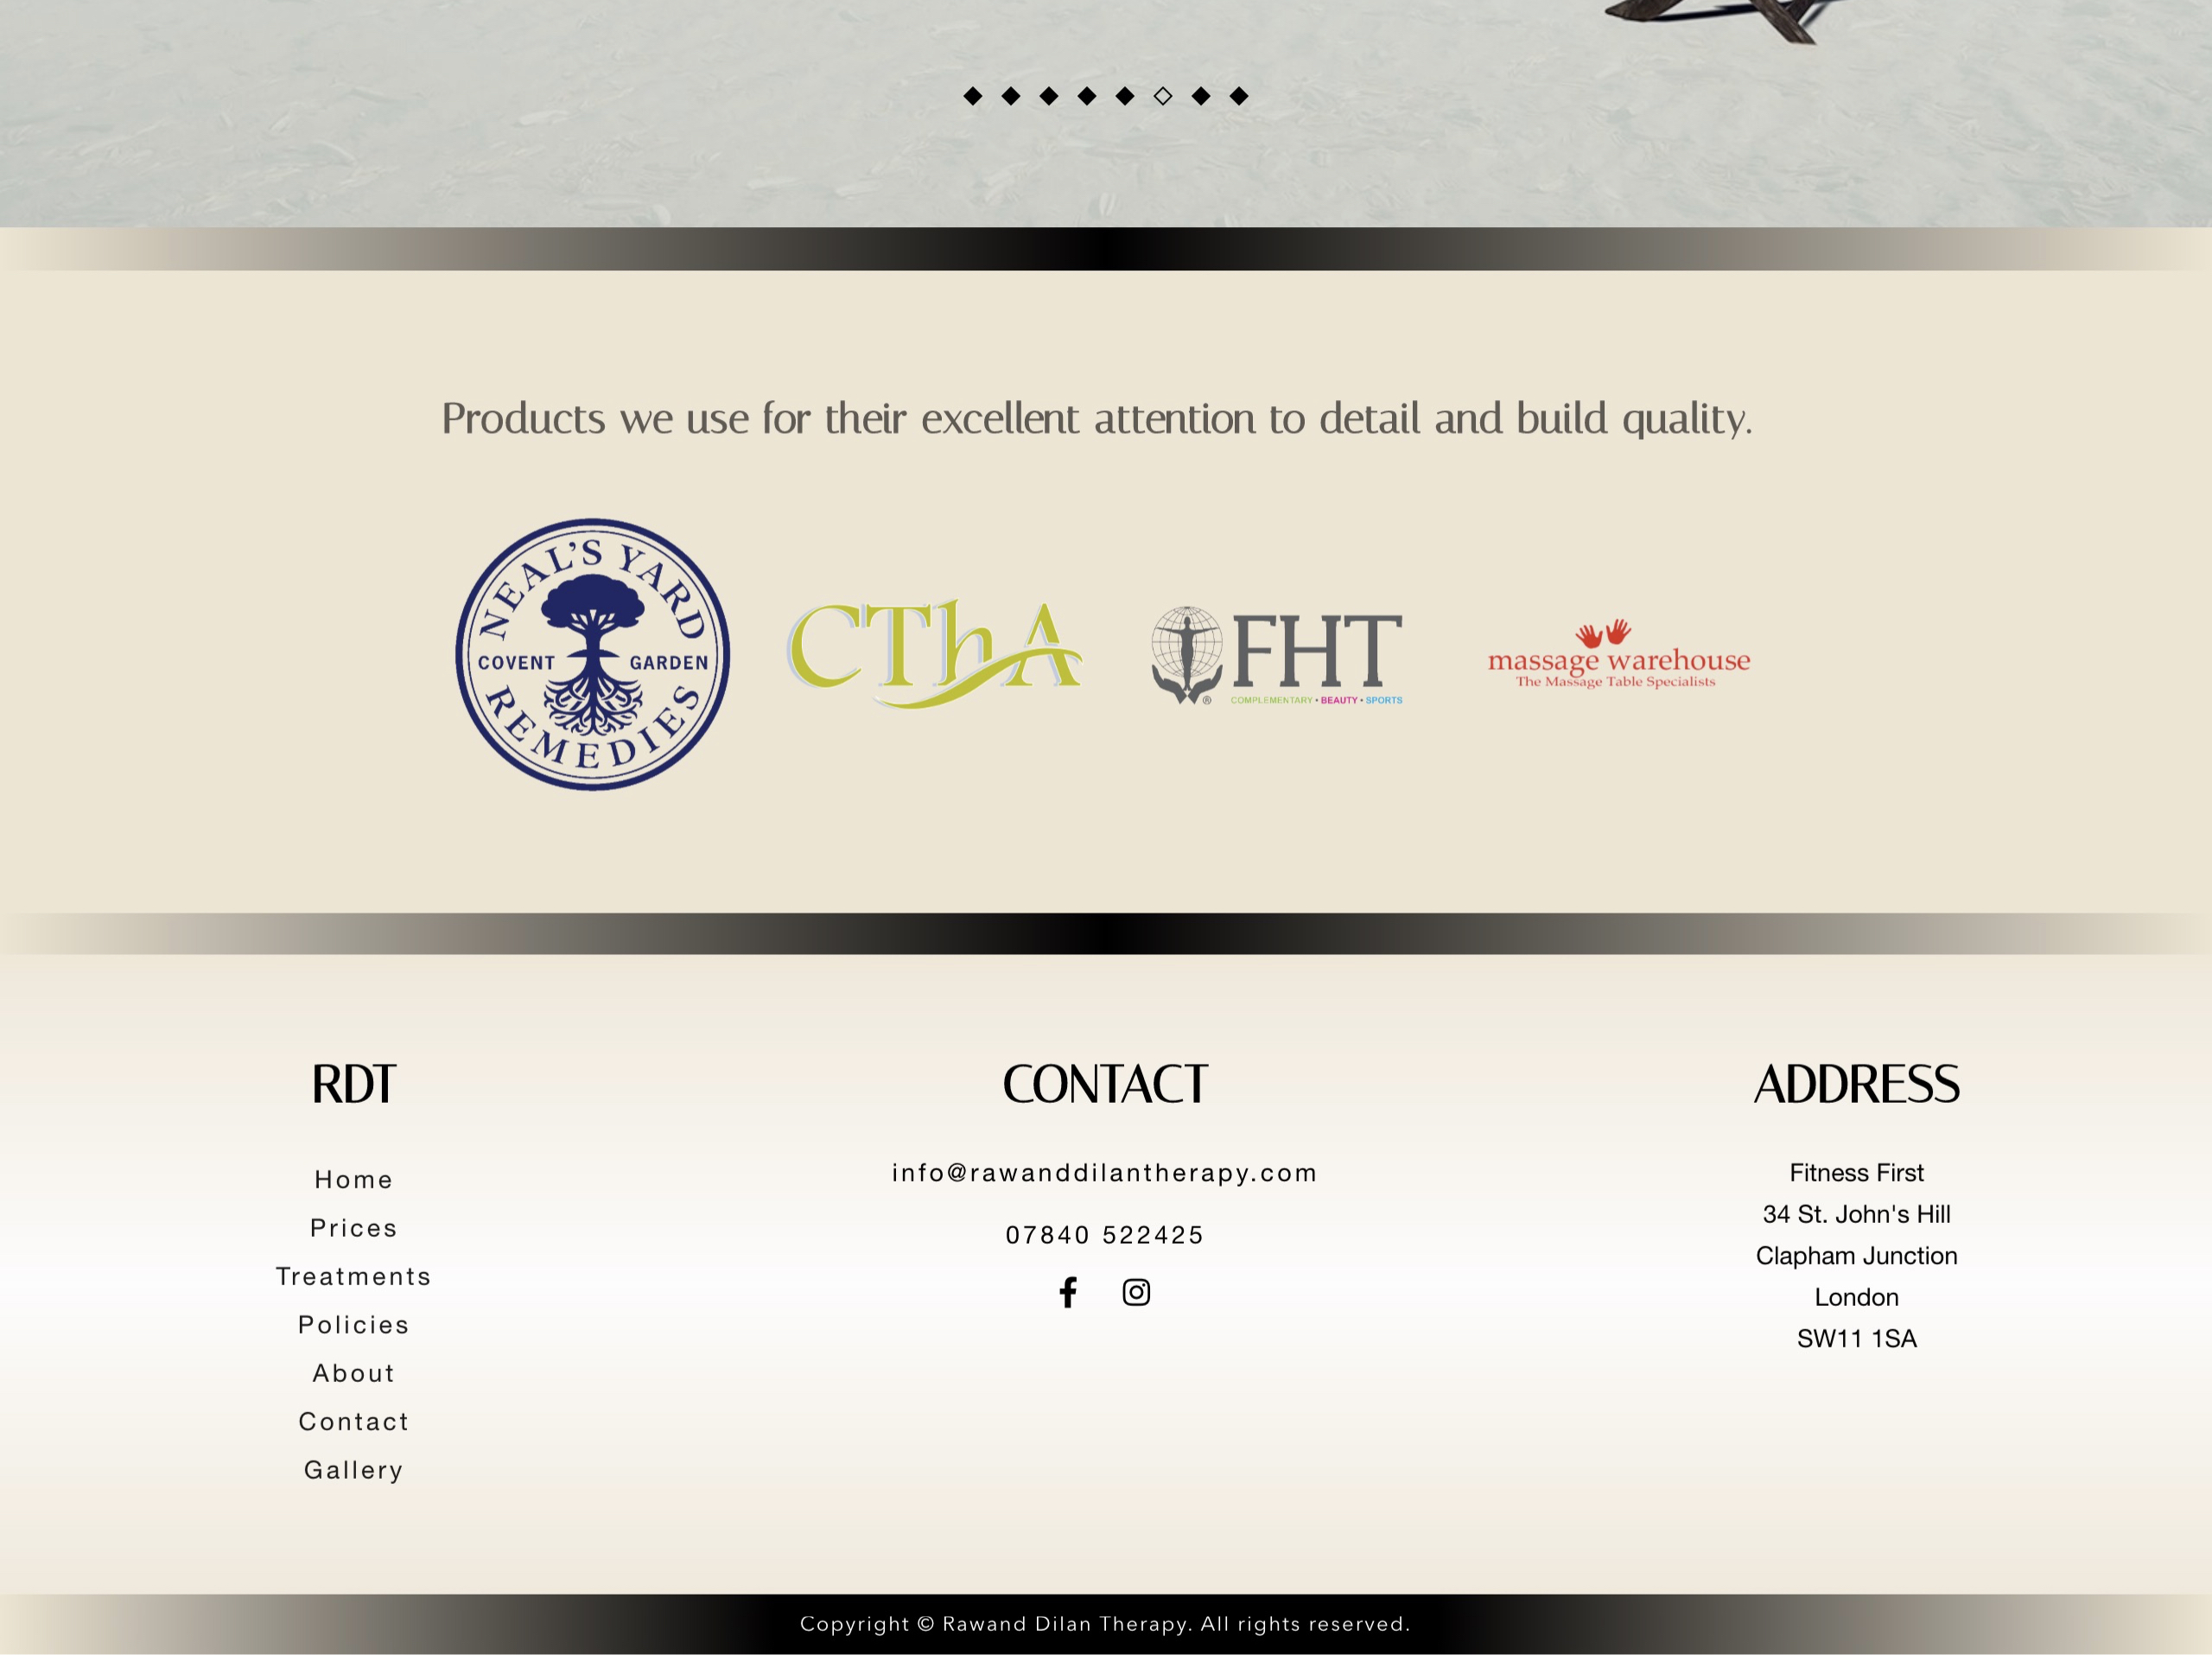 Products we use for their excellent attention to detail and build quality.
NEAL'S YARD
COVENT GARDEN
REMEDIES
CThA
FHT
®
COMPLEMENTARY • BEAUTY • SPORTS
massage warehouse
The Massage Table Specialists
RDT
Home
Prices
Treatments
Policies
About
Contact
Gallery
CONTACT
info@rawanddilantherapy.com
07840 522425
ADDRESS
Fitness First
34 St. John's Hill
Clapham Junction
London
SW11 1SA
Copyright © Rawand Dilan Therapy. All rights reserved.